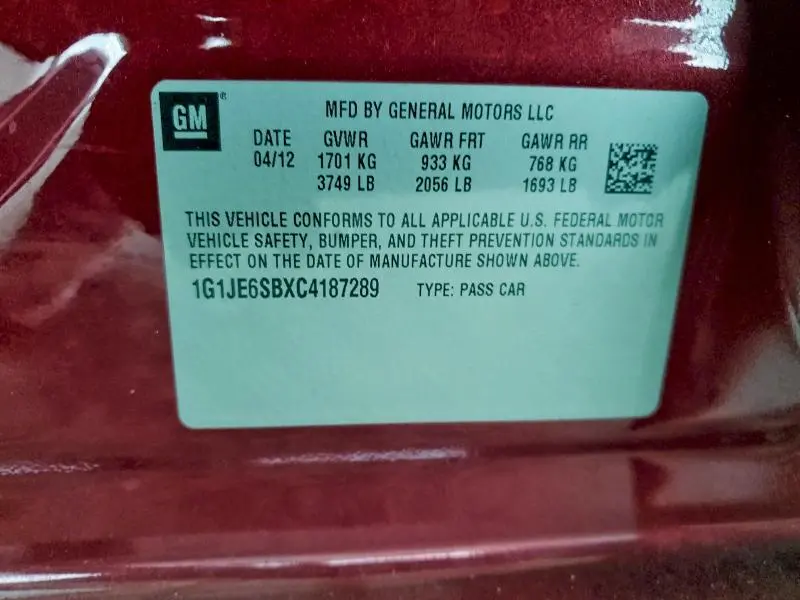 GM®
MFD BY GENERAL MOTORS LLC
DATE GVWR GAWR FRT GAWR RR
04/12 1701 KG 933 KG 768 KG
3749 LB 2056 LB 1693 LB
THIS VEHICLE CONFORMS TO ALL APPLICABLE U.S. FEDERAL MOTOR
VEHICLE SAFETY, BUMPER, AND THEFT PREVENTION STANDARDS IN
EFFECT ON THE DATE OF MANUFACTURE SHOWN ABOVE.
1G1JE6SBXC4187289 TYPE: PASS CAR